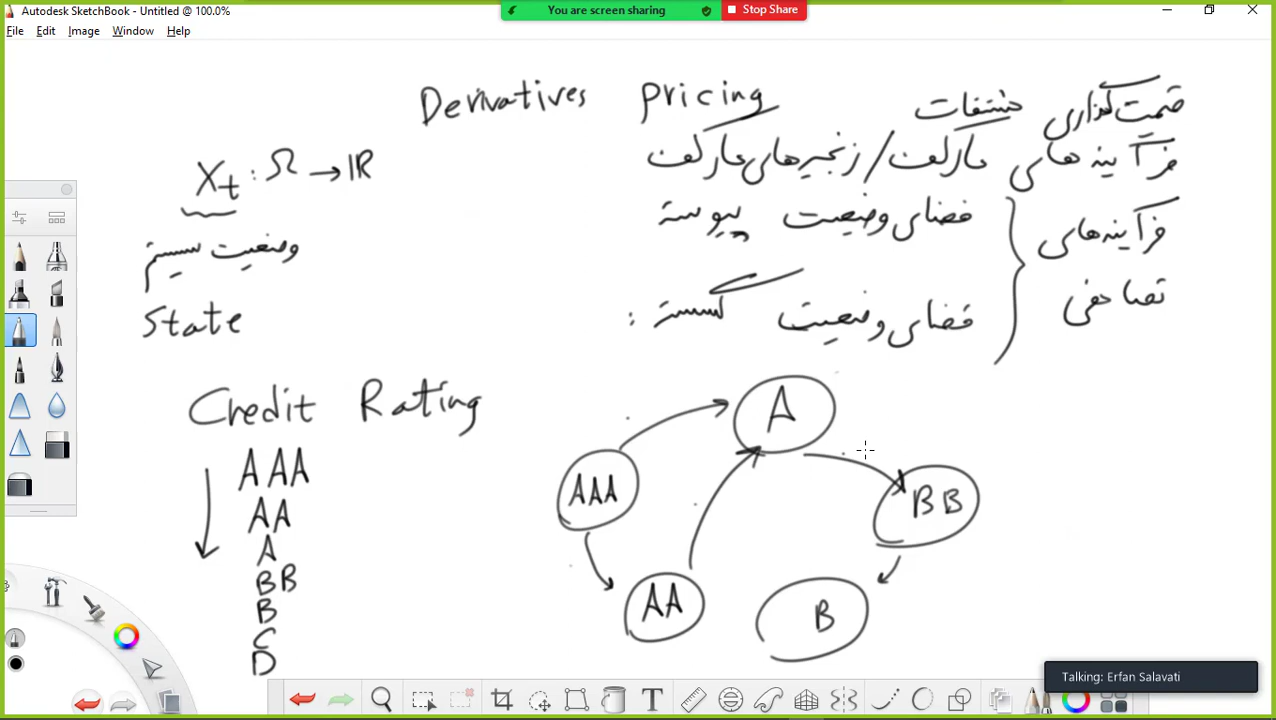 Autodesk SketchBook - Untitled @ 100.0%
You are screen sharing
Stop Share
File Edit Image Window Help
Derivatives Pricing
قیمت گذاری مشتقات
فرآیندهای مارکف / زنجیرهای مارکف
Xt : Ω → IR
فرآیندهای تصادفی
فضای وضعیت پیوسته
وضعیت سیستم
فضای وضعیت گسسته :
State
Credit Rating
AAA
AA
A
BB
B
C
D
A
AAA
BB
AA
B
Talking: Erfan Salavati